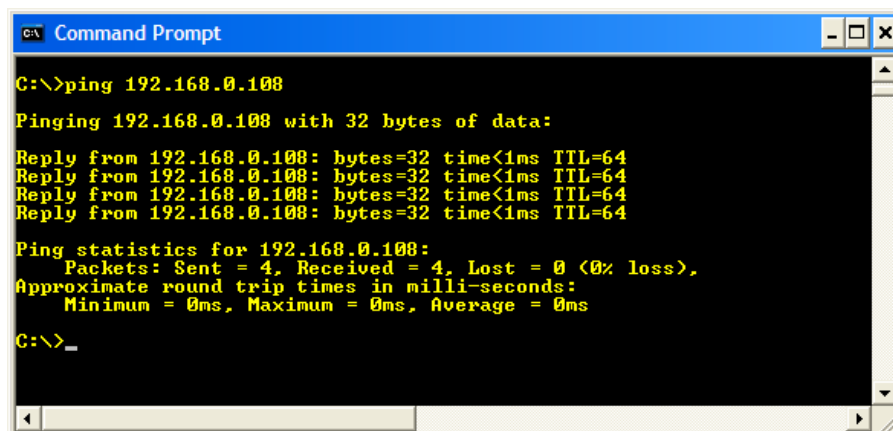 Command Prompt
C:\>ping 192.168.0.108
Pinging 192.168.0.108 with 32 bytes of data:
Reply from 192.168.0.108: bytes=32 time<1ms TTL=64
Reply from 192.168.0.108: bytes=32 time<1ms TTL=64
Reply from 192.168.0.108: bytes=32 time<1ms TTL=64
Reply from 192.168.0.108: bytes=32 time<1ms TTL=64
Ping statistics for 192.168.0.108:
    Packets: Sent = 4, Received = 4, Lost = 0 (0% loss),
Approximate round trip times in milli-seconds:
    Minimum = 0ms, Maximum = 0ms, Average = 0ms
C:\>_